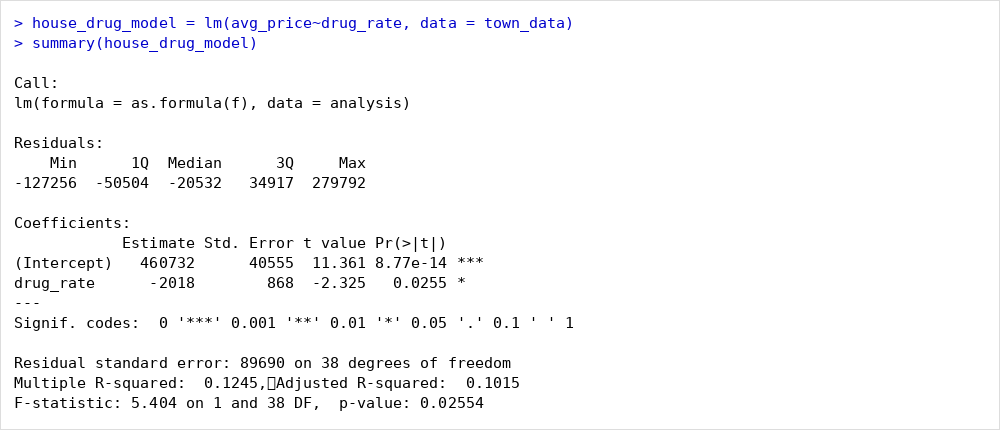 > house_drug_model = lm(avg_price~drug_rate, data = town_data)
> summary(house_drug_model)
Call:
lm(formula = as.formula(f), data = analysis)
Residuals:
    Min      1Q  Median      3Q     Max
-127256  -50504  -20532   34917  279792
Coefficients:
            Estimate Std. Error t value Pr(>|t|)
(Intercept)   460732      40555  11.361 8.77e-14 ***
drug_rate      -2018        868  -2.325   0.0255 *
---
Signif. codes:  0 '***' 0.001 '**' 0.01 '*' 0.05 '.' 0.1 ' ' 1
Residual standard error: 89690 on 38 degrees of freedom
Multiple R-squared:  0.1245,	Adjusted R-squared:  0.1015
F-statistic: 5.404 on 1 and 38 DF,  p-value: 0.02554